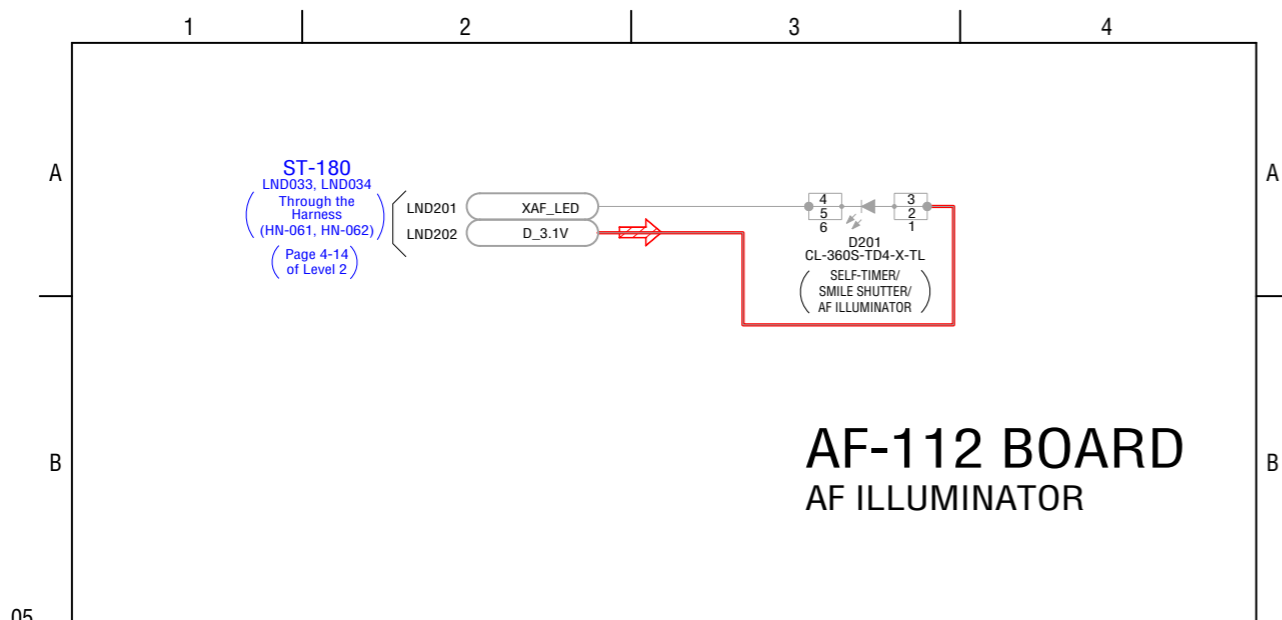 1 2 3 4
A A
ST-180
LND033, LND034
Through the
Harness
(HN-061, HN-062)
Page 4-14
of Level 2
LND201 XAF_LED
LND202 D_3.1V
4 3
5 2
6 1
D201
CL-360S-TD4-X-TL
SELF-TIMER/
SMILE SHUTTER/
AF ILLUMINATOR
B B
AF-112 BOARD
AF ILLUMINATOR
05